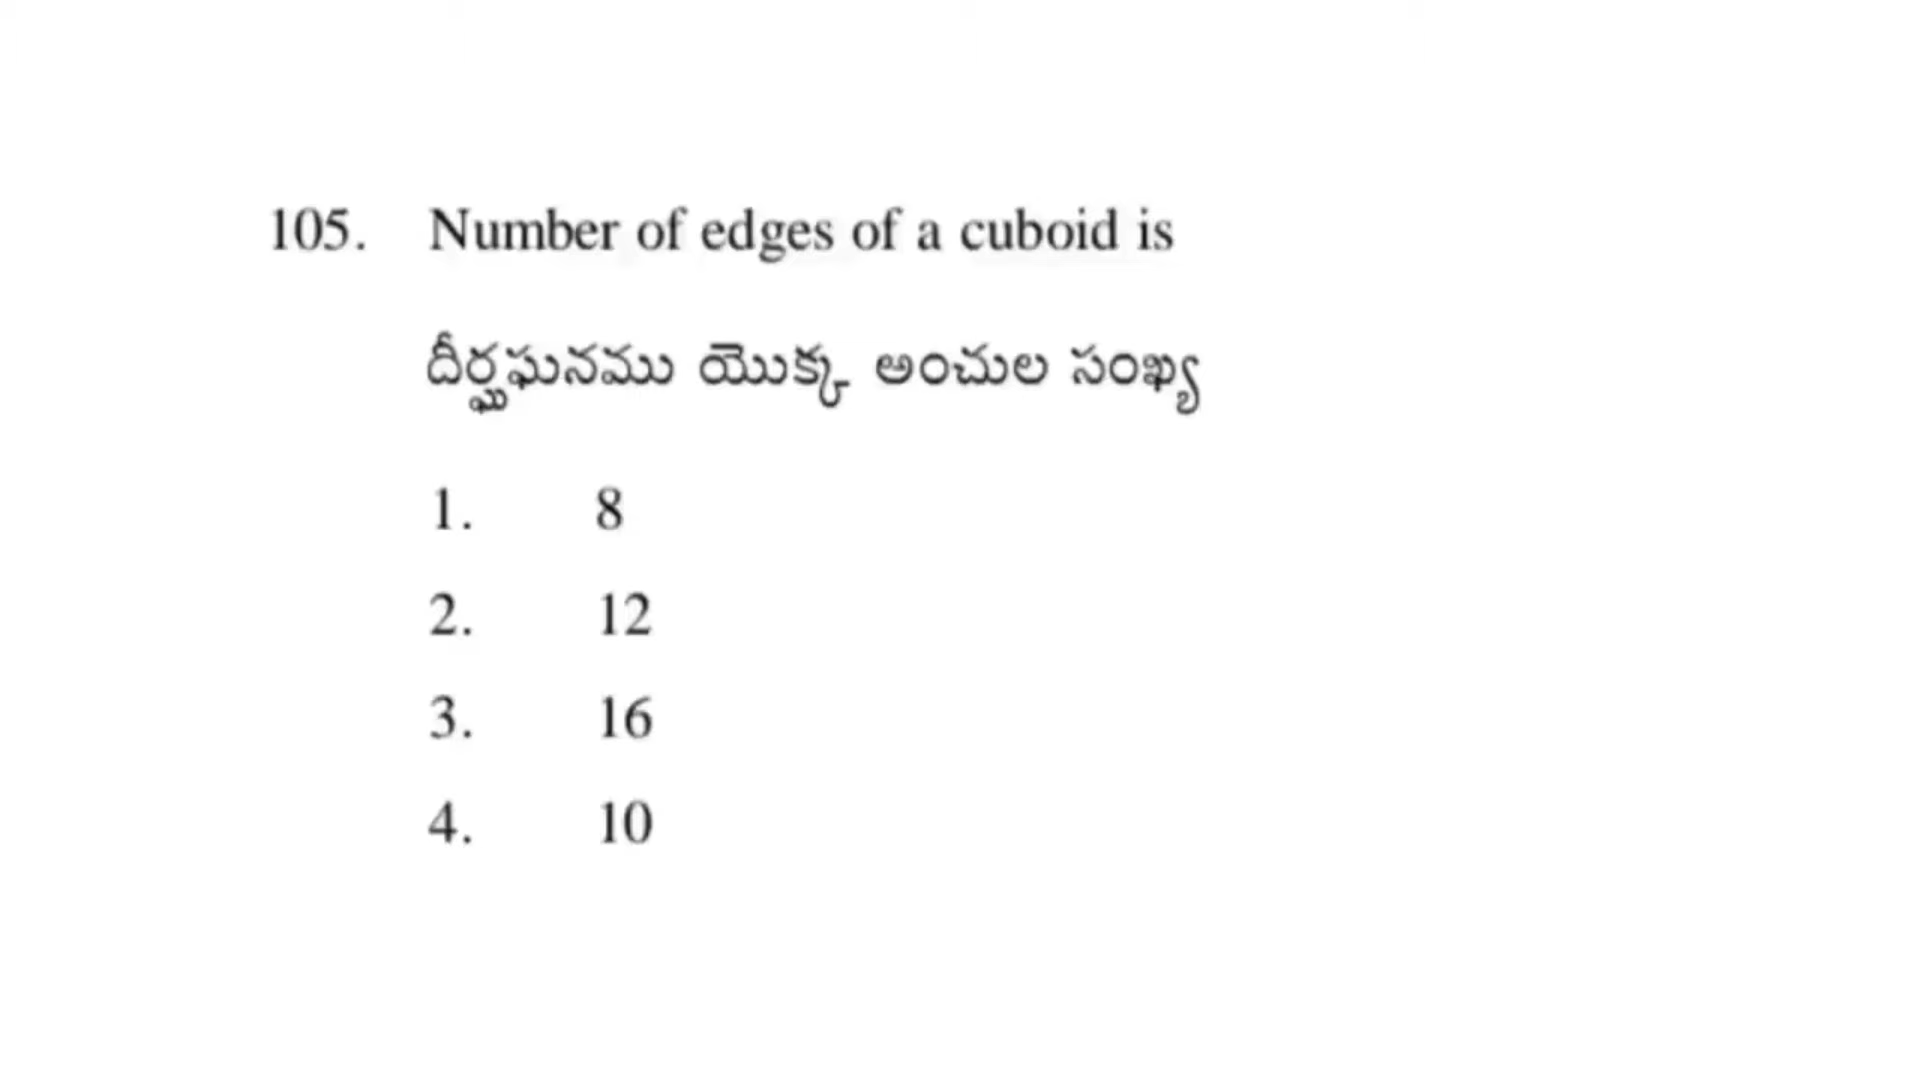 105. Number of edges of a cuboid is
దీర్ఘఘనము యొక్క అంచుల సంఖ్య
1. 8
2. 12
3. 16
4. 10